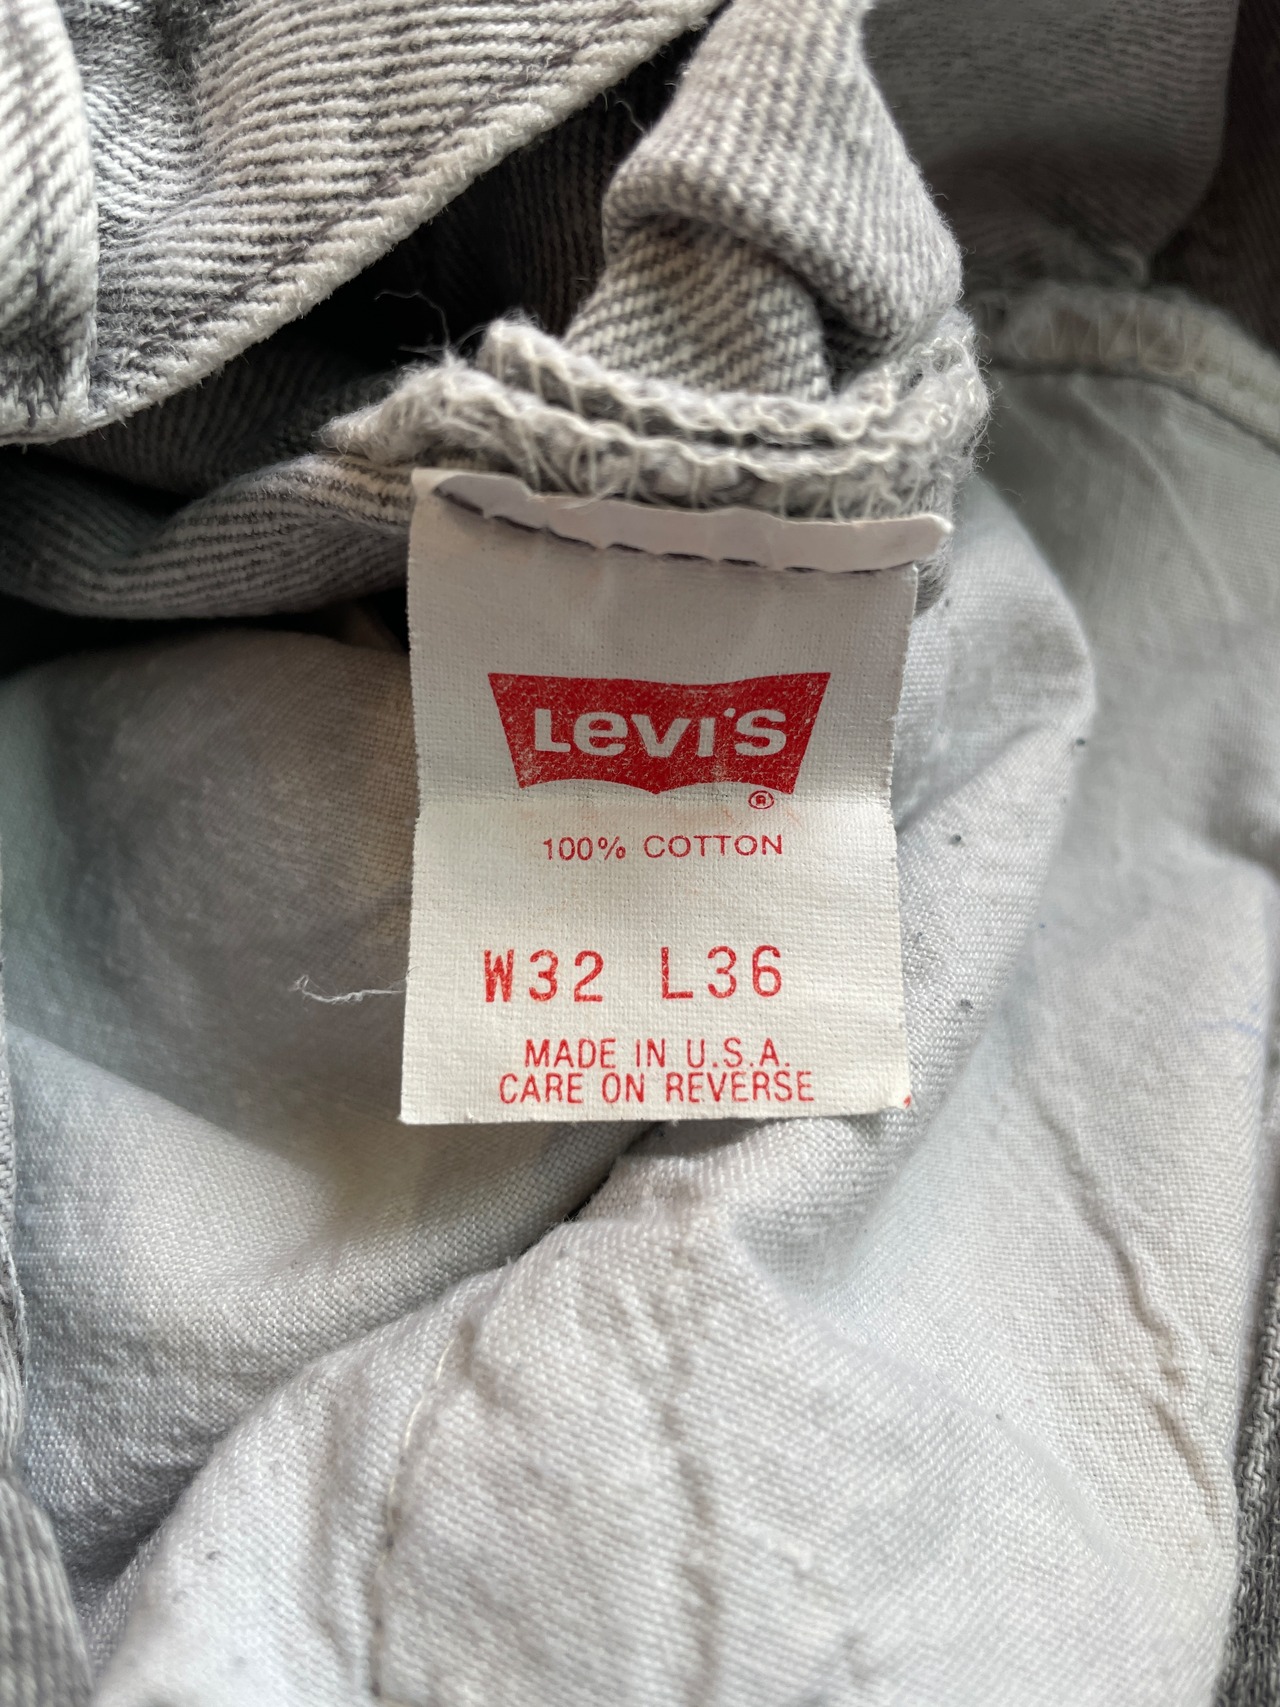 Levi's
®
100% COTTON
W32 L36
MADE IN U.S.A.
CARE ON REVERSE